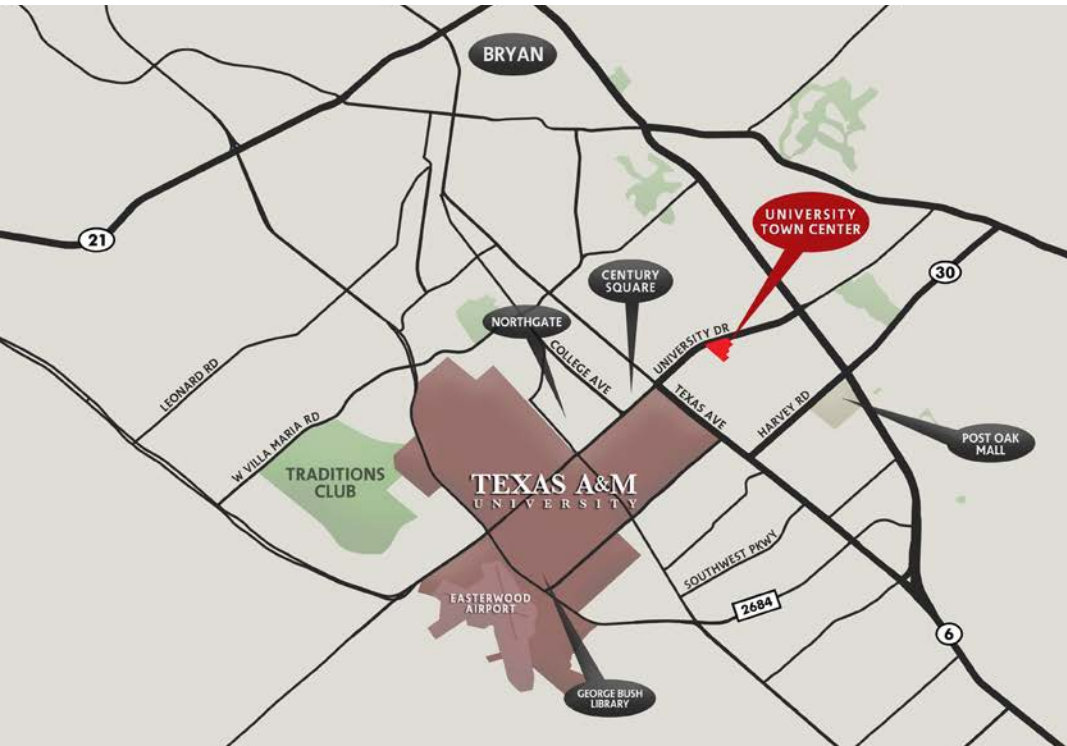 BRYAN
UNIVERSITY
TOWN CENTER
21
CENTURY
SQUARE
30
NORTHGATE
UNIVERSITY DR
COLLEGE AVE
LEONARD RD
TEXAS AVE
HARVEY RD
W VILLA MARIA RD
POST OAK
MALL
TRADITIONS
CLUB
TEXAS A&M
UNIVERSITY
SOUTHWEST PKWY
EASTERWOOD
AIRPORT
2684
6
GEORGE BUSH
LIBRARY